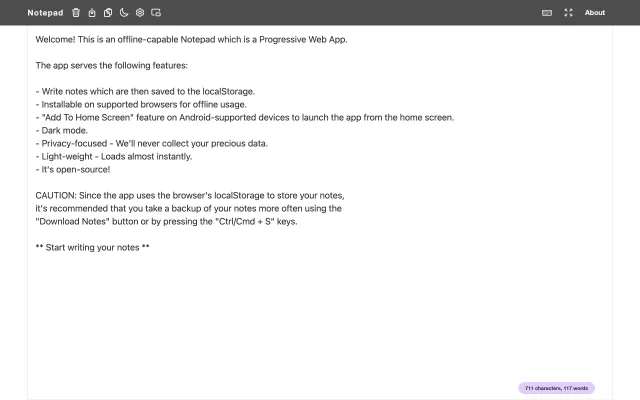 Notepad
About
Welcome! This is an offline-capable Notepad which is a Progressive Web App.
The app serves the following features:
- Write notes which are then saved to the localStorage.
- Installable on supported browsers for offline usage.
- "Add To Home Screen" feature on Android-supported devices to launch the app from the home screen.
- Dark mode.
- Privacy-focused - We'll never collect your precious data.
- Light-weight - Loads almost instantly.
- It's open-source!
CAUTION: Since the app uses the browser's localStorage to store your notes,
it's recommended that you take a backup of your notes more often using the
"Download Notes" button or by pressing the "Ctrl/Cmd + S" keys.
** Start writing your notes **
711 characters, 117 words